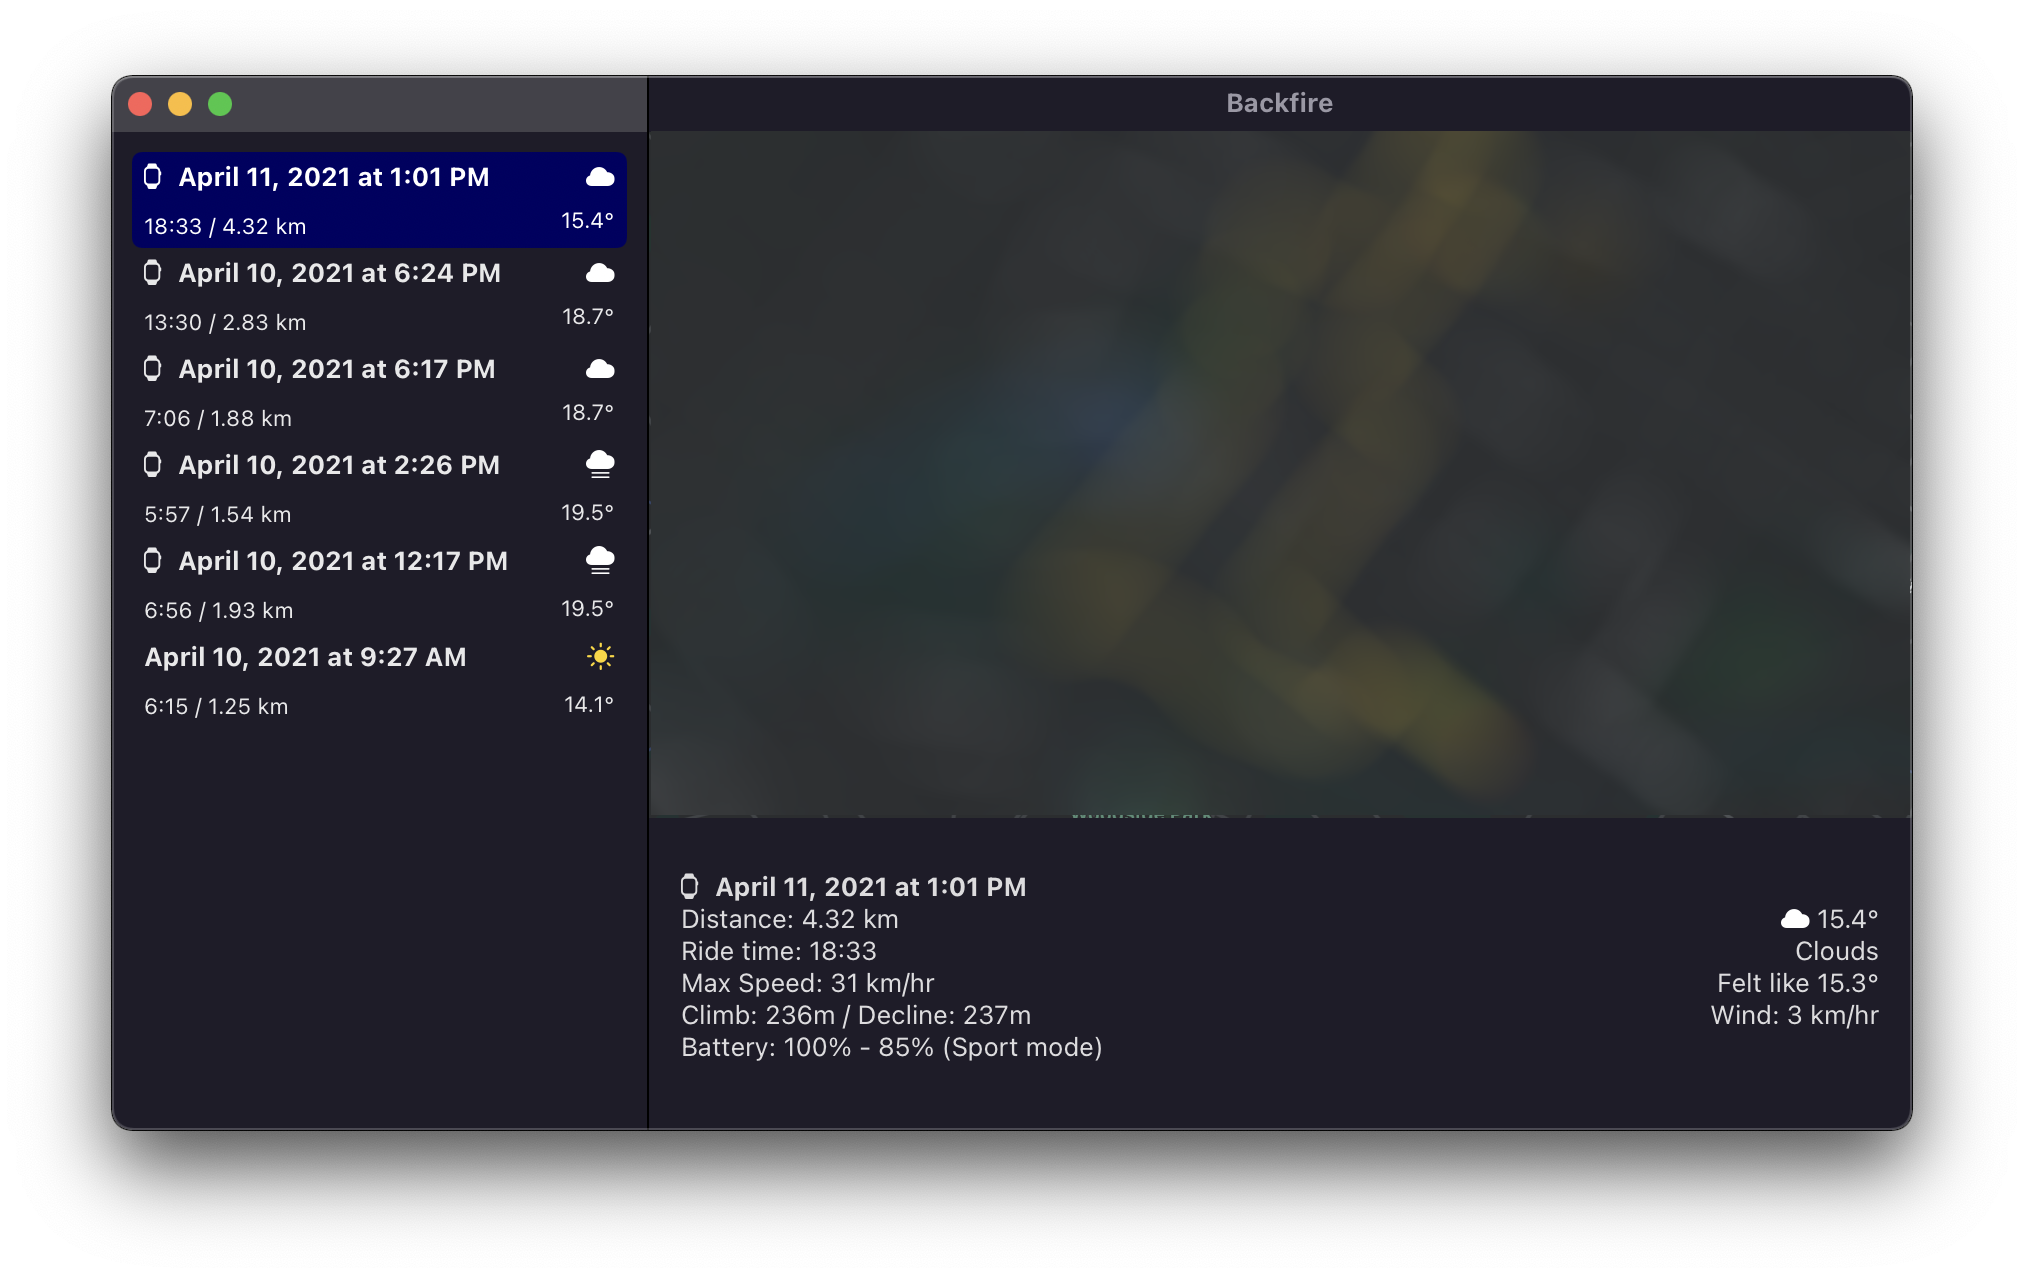 Backfire
April 11, 2021 at 1:01 PM
18:33 / 4.32 km
15.4°
April 10, 2021 at 6:24 PM
13:30 / 2.83 km
18.7°
April 10, 2021 at 6:17 PM
7:06 / 1.88 km
18.7°
April 10, 2021 at 2:26 PM
5:57 / 1.54 km
19.5°
April 10, 2021 at 12:17 PM
6:56 / 1.93 km
19.5°
April 10, 2021 at 9:27 AM
6:15 / 1.25 km
14.1°
April 11, 2021 at 1:01 PM
Distance: 4.32 km
Ride time: 18:33
Max Speed: 31 km/hr
Climb: 236m / Decline: 237m
Battery: 100% - 85% (Sport mode)
15.4°
Clouds
Felt like 15.3°
Wind: 3 km/hr